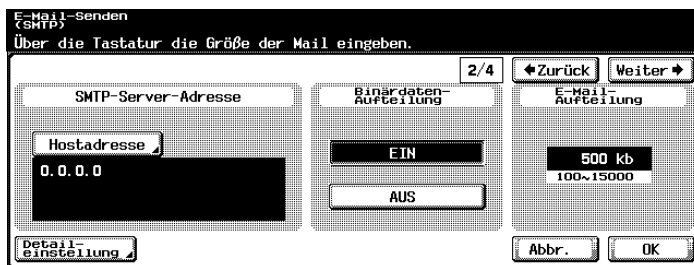 E-Mail-Senden
(SMTP)
Über die Tastatur die Größe der Mail eingeben.
2/4
Zurück
Weiter
SMTP-Server-Adresse
Binärdaten-
Aufteilung
E-Mail-
Aufteilung
Hostadresse
0.0.0.0
EIN
AUS
500 kb
100~15000
Detail-
einstellung
Abbr.
OK